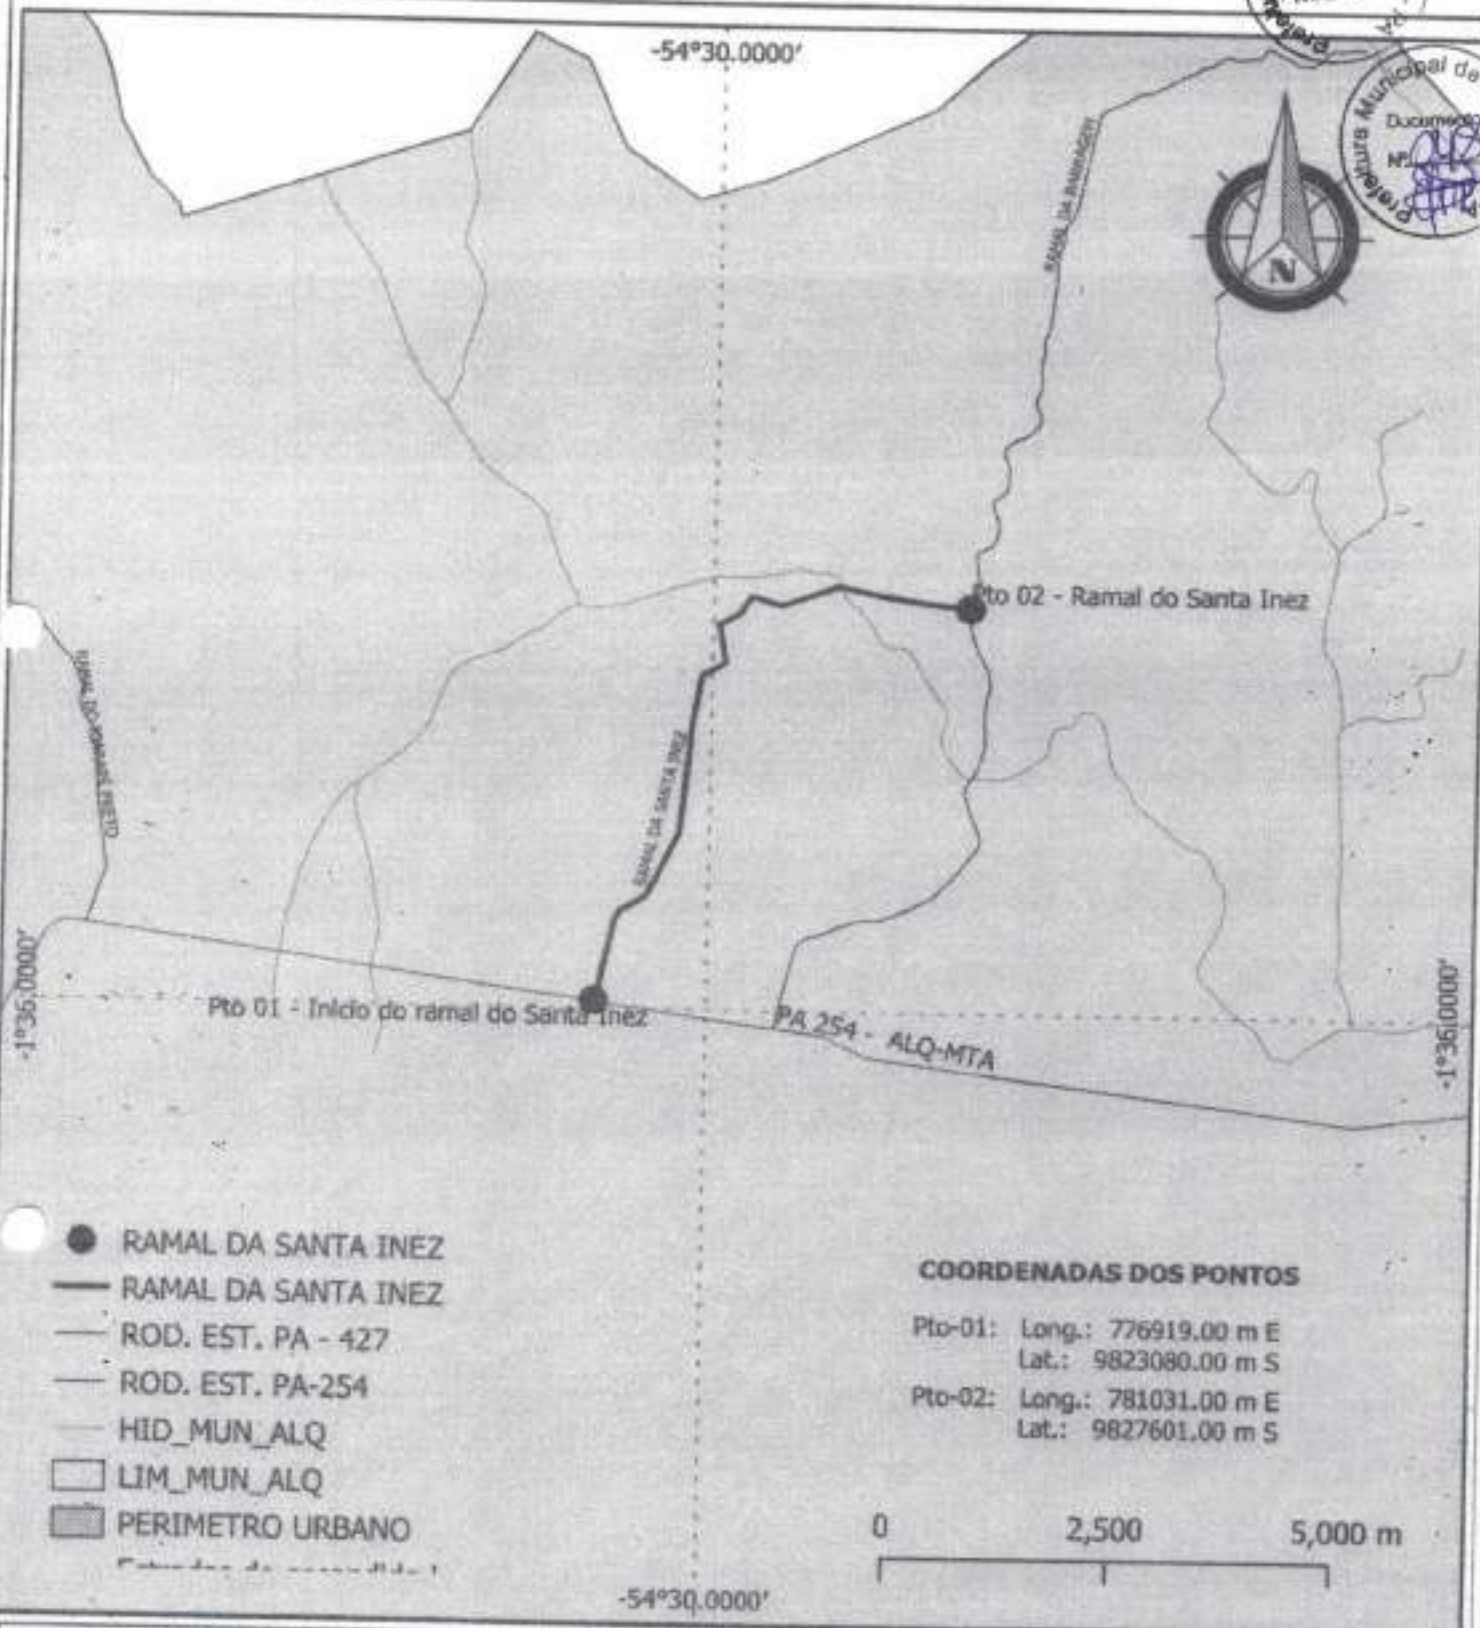 -54°30.0000'
Prefeitura
PA
Prefeitura Municipal de
Documento
Nº
RAMAL DA BARRAGEM
N
Pto 02 - Ramal do Santa Inez
RAMAL DA SANTA INEZ
-1°36.0000'
-1°36.0000'
Pto 01 - Início do ramal do Santa Inez
PA 254 - ALQ-MTA
RAMAL DA SANTA INEZ
RAMAL DA SANTA INEZ
ROD. EST. PA - 427
ROD. EST. PA-254
HID_MUN_ALQ
LIM_MUN_ALQ
PERIMETRO URBANO
COORDENADAS DOS PONTOS
Pto-01: Long.: 776919.00 m E
Lat.: 9823080.00 m S
Pto-02: Long.: 781031.00 m E
Lat.: 9827601.00 m S
0 2,500 5,000 m
-54°30.0000'